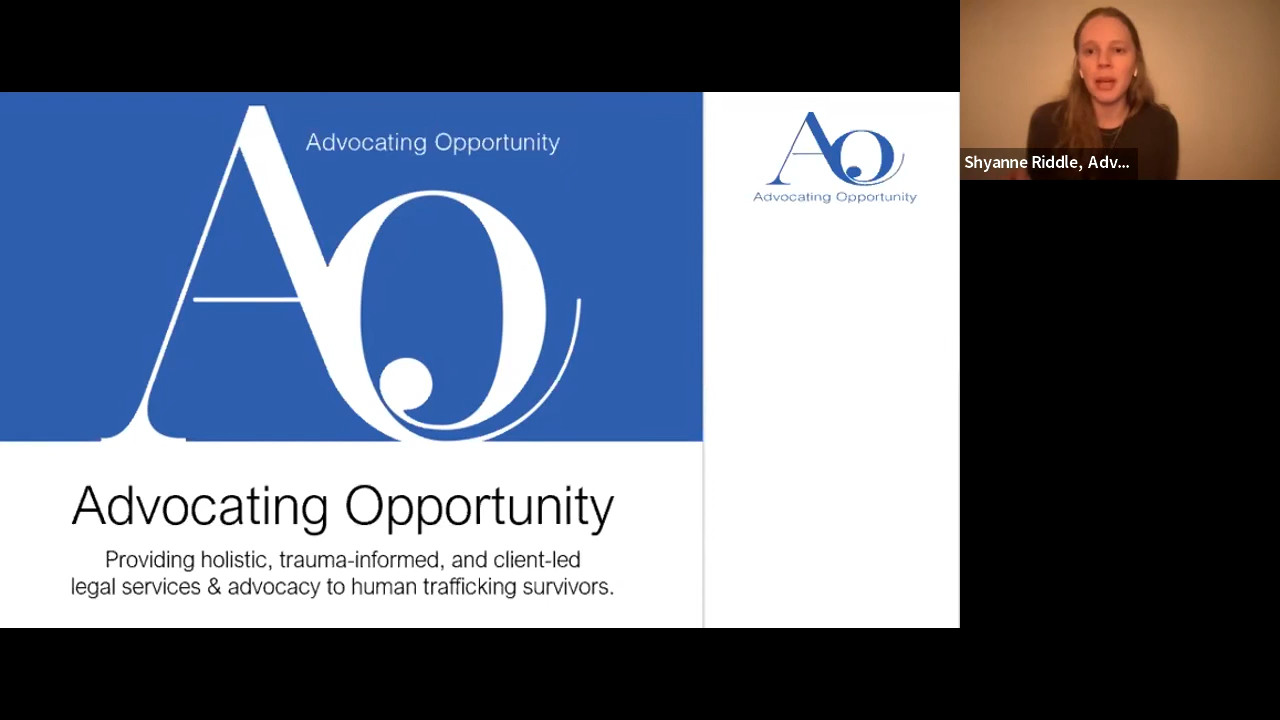 Advocating Opportunity
AO
Advocating Opportunity
Providing holistic, trauma-informed, and client-led
legal services & advocacy to human trafficking survivors.
AO
Advocating Opportunity
Shyanne Riddle, Adv...